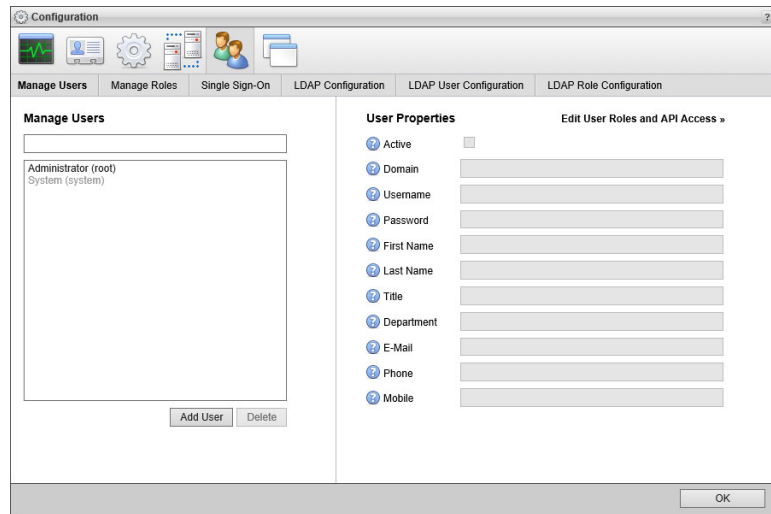 Configuration
?
Manage Users
Manage Roles
Single Sign-On
LDAP Configuration
LDAP User Configuration
LDAP Role Configuration
Manage Users
Administrator (root)
System (system)
Add User
Delete
User Properties
Edit User Roles and API Access »
? Active
? Domain
? Username
? Password
? First Name
? Last Name
? Title
? Department
? E-Mail
? Phone
? Mobile
OK